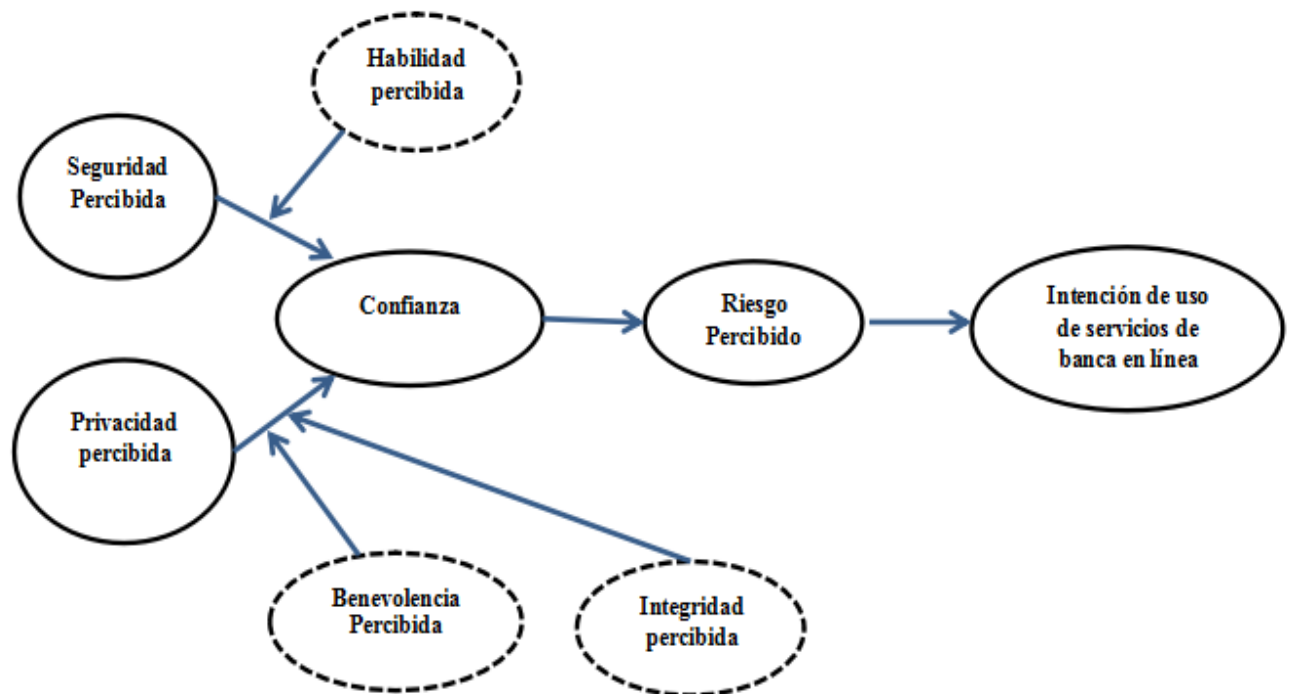 Habilidad
percibida
Seguridad
Percibida
Confianza
Riesgo
Percibido
Intención de uso
de servicios de
banca en línea
Privacidad
percibida
Benevolencia
Percibida
Integridad
percibida